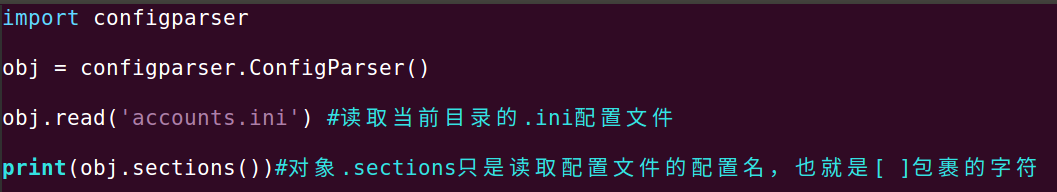 import configparser
obj = configparser.ConfigParser()
obj.read('accounts.ini') #读取当前目录的.ini配置文件
print(obj.sections())#对象.sections只是读取配置文件的配置名，也就是[ ]包裹的字符